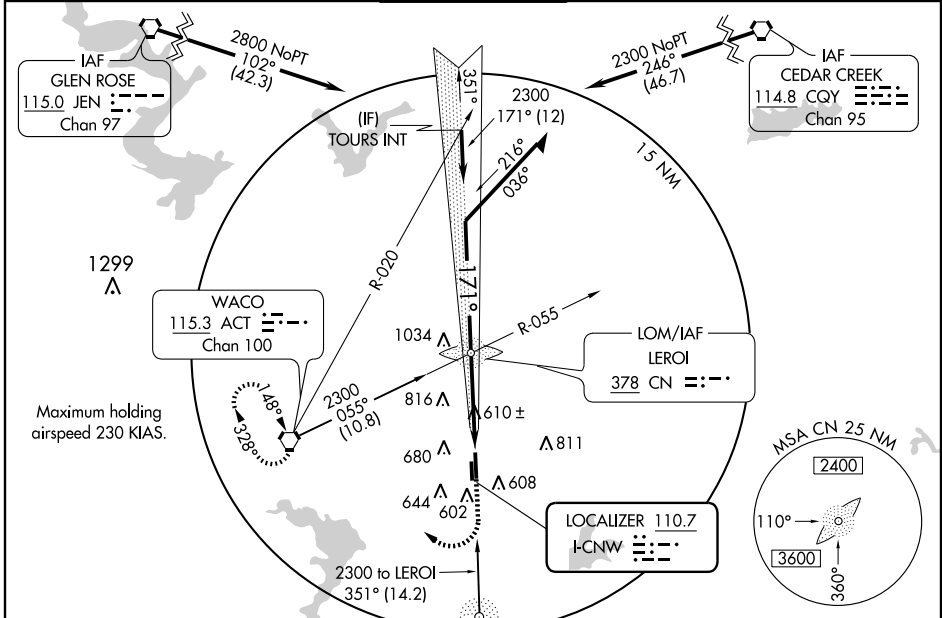 IAF
GLEN ROSE
115.0 JEN
Chan 97
2800 NoPT
102°
(42.3)
351°
2300
171° (12)
2300 NoPT
246°
(46.7)
IAF
CEDAR CREEK
114.8 CQY
Chan 95
(IF)
TOURS INT
216°
036°
15 NM
R-020
1299
171°
WACO
115.3 ACT
Chan 100
R-055
1034
LOM/IAF
LEROI
378 CN
Maximum holding
airspeed 230 KIAS.
148°
328°
2300
055°
(10.8)
816
610 ±
680
811
MSA CN 25 NM
2400
110°
3600
360°
644
602
608
LOCALIZER 110.7
I-CNW
2300 to LEROI
351° (14.2)